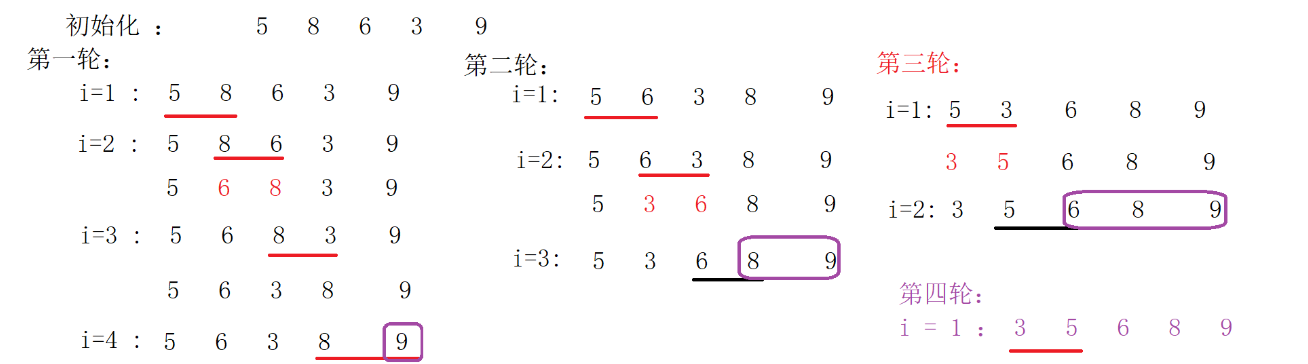 初始化 ： 5 8 6 3 9
第一轮：
i=1 : 5 8 6 3 9
i=2 : 5 8 6 3 9
5 6 8 3 9
i=3 : 5 6 8 3 9
5 6 3 8 9
i=4 : 5 6 3 8 9
第二轮：
i=1: 5 6 3 8 9
i=2: 5 6 3 8 9
5 3 6 8 9
i=3: 5 3 6 8 9
第三轮：
i=1: 5 3 6 8 9
3 5 6 8 9
i=2: 3 5 6 8 9
第四轮：
i = 1 : 3 5 6 8 9